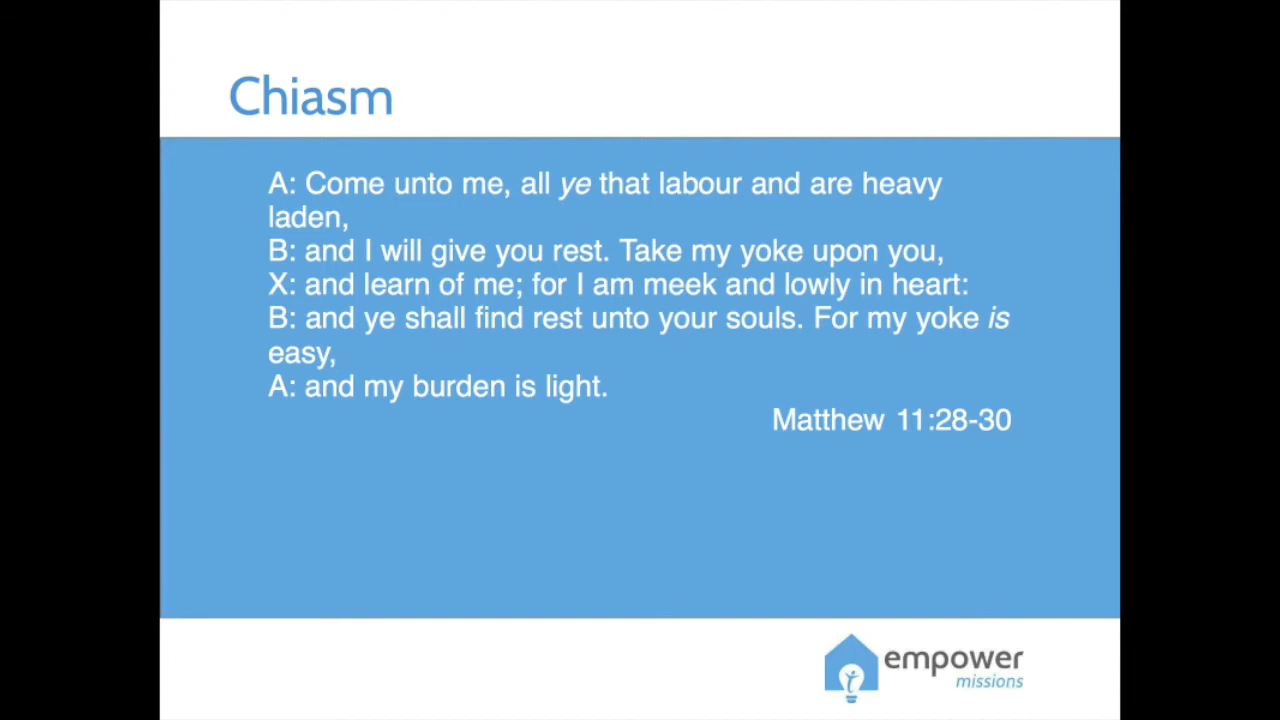 Chiasm
A: Come unto me, all ye that labour and are heavy
laden,
B: and I will give you rest. Take my yoke upon you,
X: and learn of me; for I am meek and lowly in heart:
B: and ye shall find rest unto your souls. For my yoke is
easy,
A: and my burden is light.
Matthew 11:28-30
empower
missions